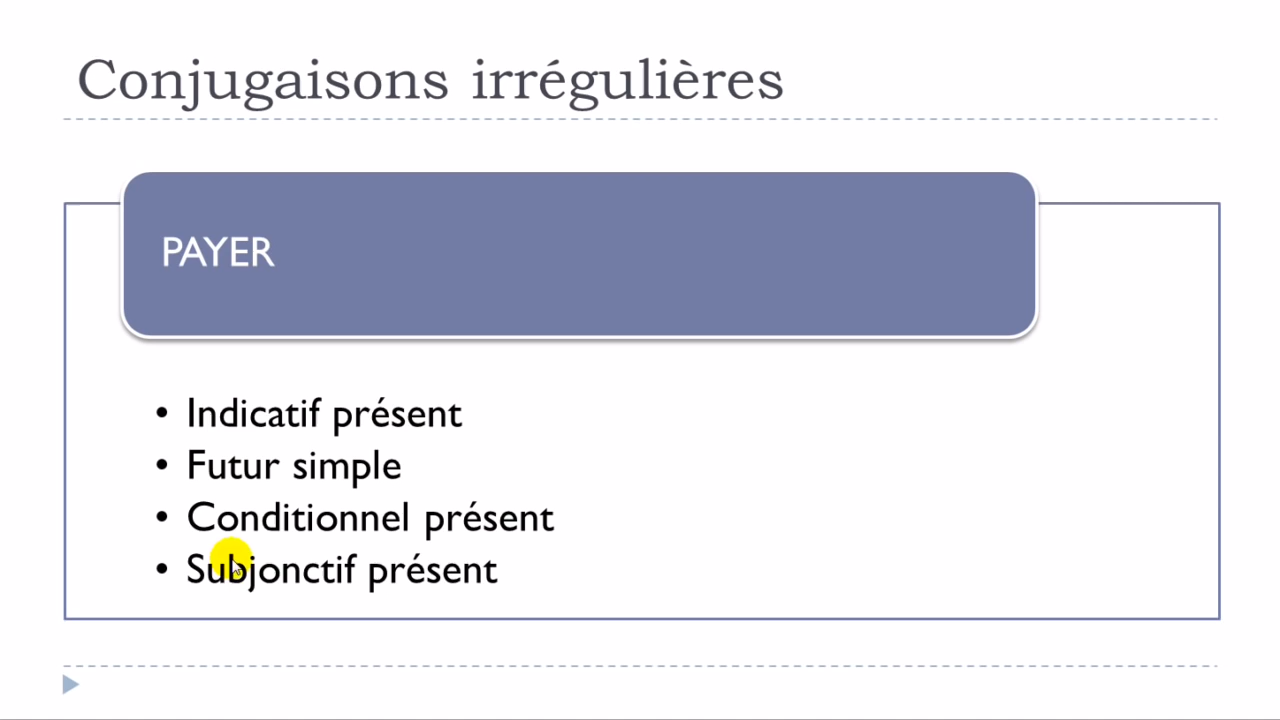 Conjugaisons irrégulières
PAYER
• Indicatif présent
• Futur simple
• Conditionnel présent
• Subjonctif présent